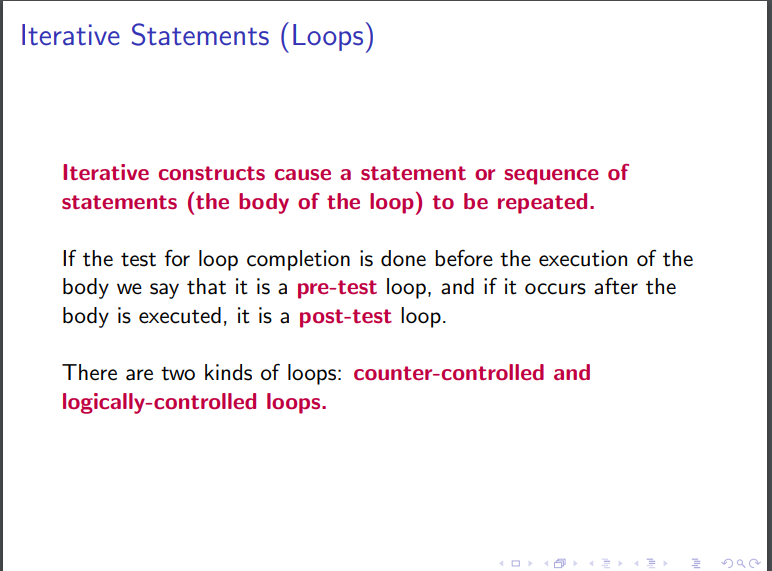 Iterative Statements (Loops)
Iterative constructs cause a statement or sequence of
statements (the body of the loop) to be repeated.
If the test for loop completion is done before the execution of the
body we say that it is a pre-test loop, and if it occurs after the
body is executed, it is a post-test loop.
There are two kinds of loops: counter-controlled and
logically-controlled loops.